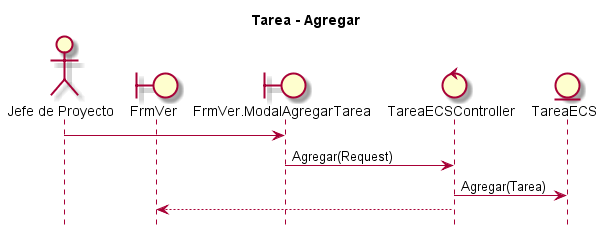 Tarea - Agregar
Jefe de Proyecto
FrmVer
FrmVer.ModalAgregarTarea
TareaECSController
TareaECS
Agregar(Request)
Agregar(Tarea)